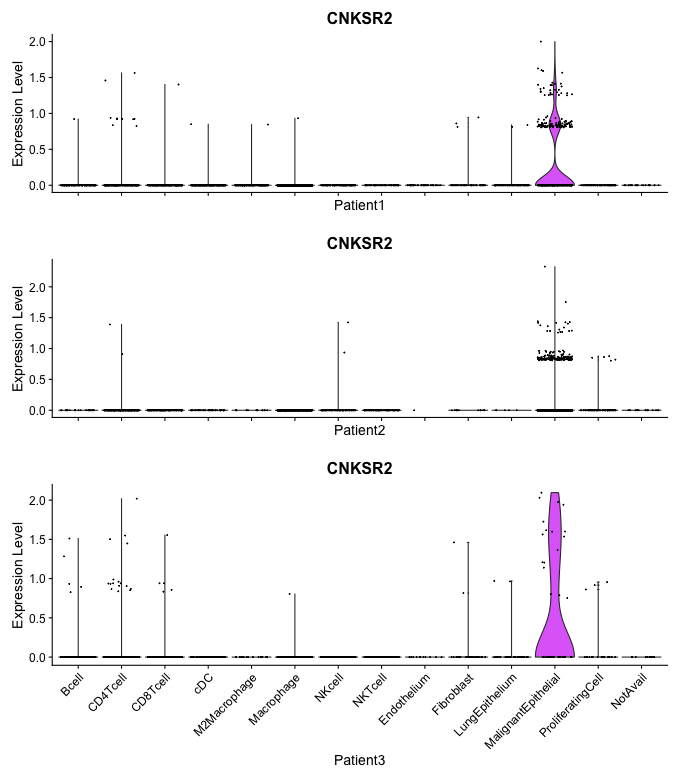 CNKSR2
Expression Level
2.0
1.5
1.0
0.5
0.0
Patient1
CNKSR2
Expression Level
2.0
1.5
1.0
0.5
0.0
Patient2
CNKSR2
Expression Level
2.0
1.5
1.0
0.5
0.0
Bcell
CD4Tcell
CD8Tcell
cDC
M2Macrophage
Macrophage
NKcell
NKTcell
Endothelium
Fibroblast
LungEpithelium
MalignantEpithelial
ProliferatingCell
NotAvail
Patient3